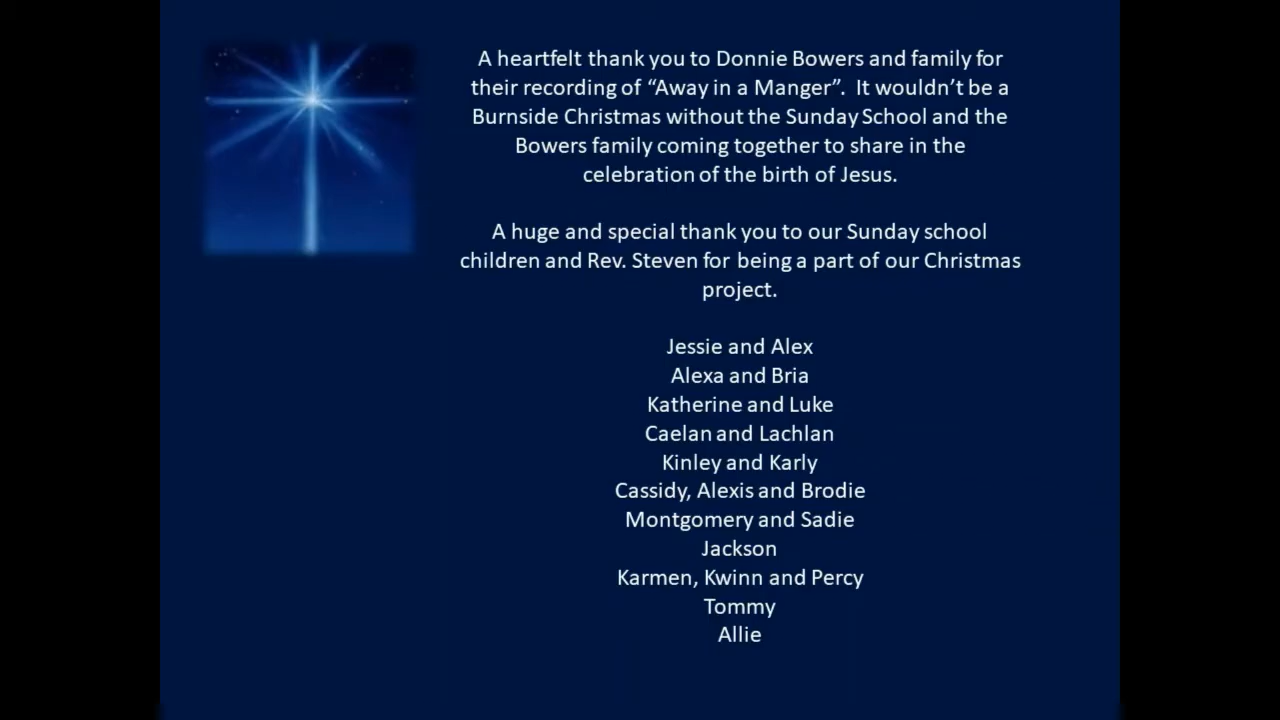 A heartfelt thank you to Donnie Bowers and family for
their recording of “Away in a Manger”.  It wouldn’t be a
Burnside Christmas without the Sunday School and the
Bowers family coming together to share in the
celebration of the birth of Jesus.
A huge and special thank you to our Sunday school
children and Rev. Steven for being a part of our Christmas
project.
Jessie and Alex
Alexa and Bria
Katherine and Luke
Caelan and Lachlan
Kinley and Karly
Cassidy, Alexis and Brodie
Montgomery and Sadie
Jackson
Karmen, Kwinn and Percy
Tommy
Allie